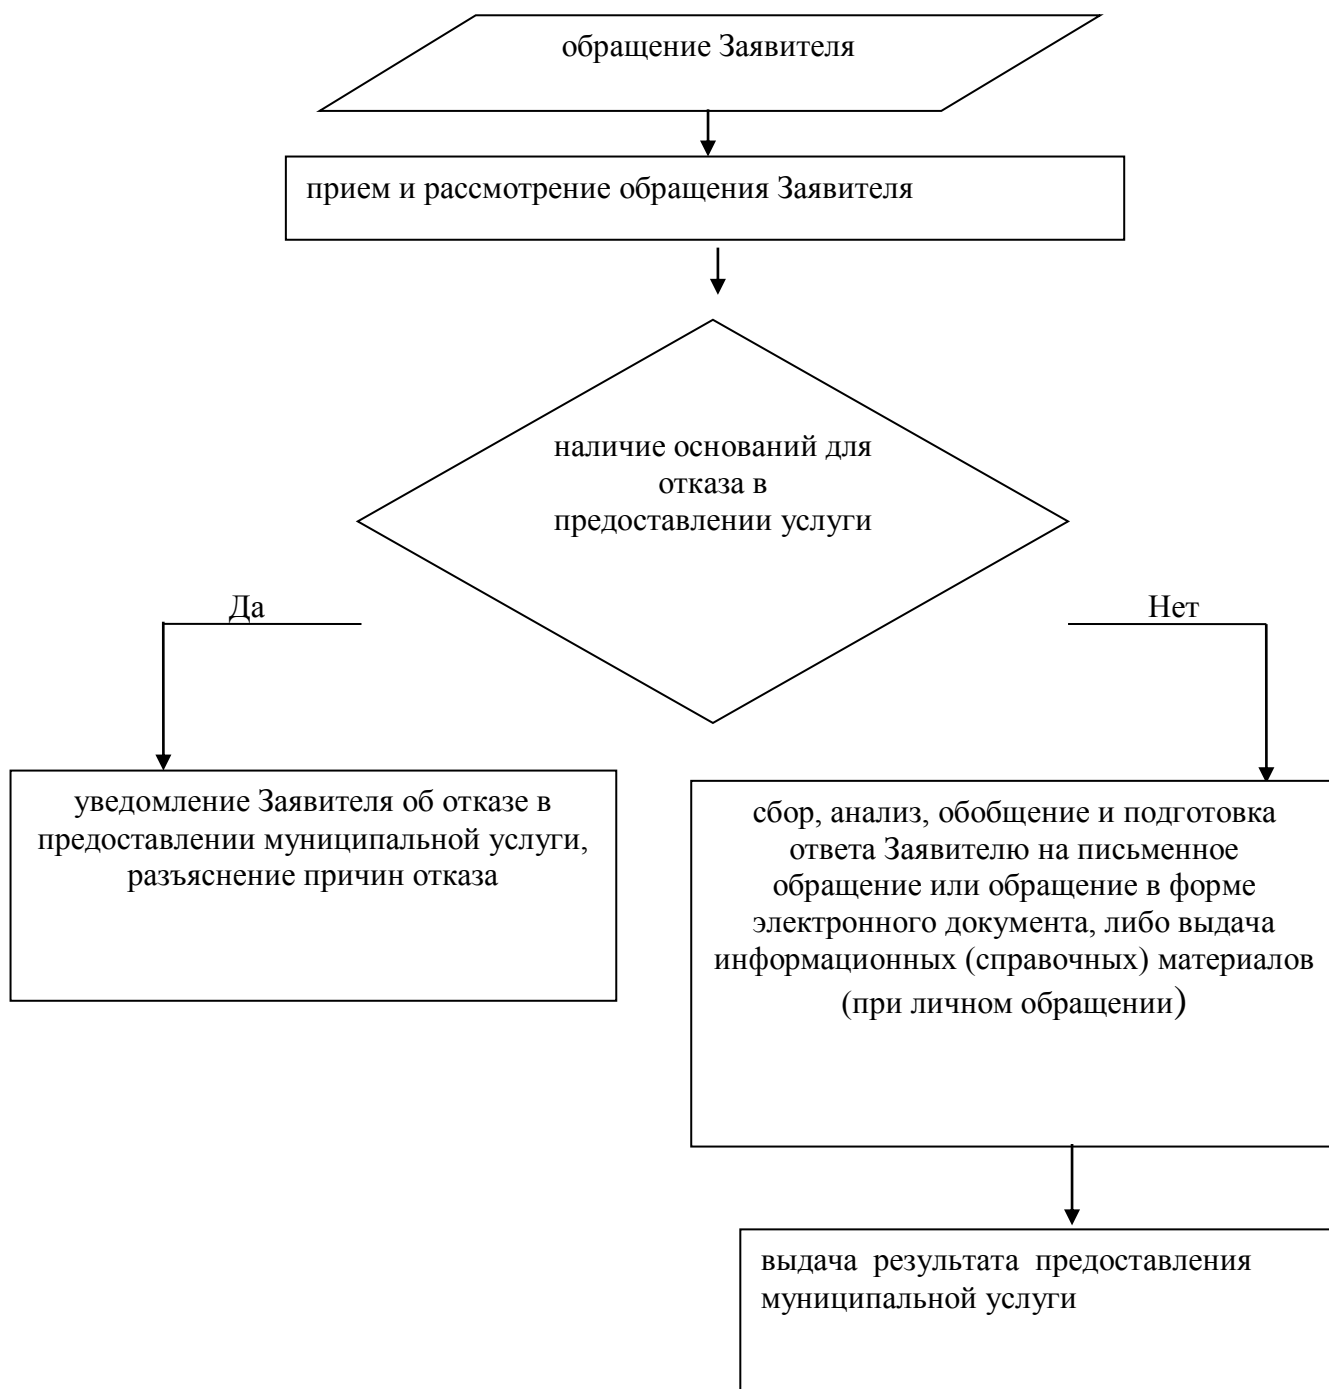 обращение Заявителя
прием и рассмотрение обращения Заявителя
наличие оснований для
отказа в
предоставлении услуги
Да
Нет
уведомление Заявителя об отказе в
предоставлении муниципальной услуги,
разъяснение причин отказа
сбор, анализ, обобщение и подготовка
ответа Заявителю на письменное
обращение или обращение в форме
электронного документа, либо выдача
информационных (справочных) материалов
(при личном обращении)
выдача результата предоставления
муниципальной услуги